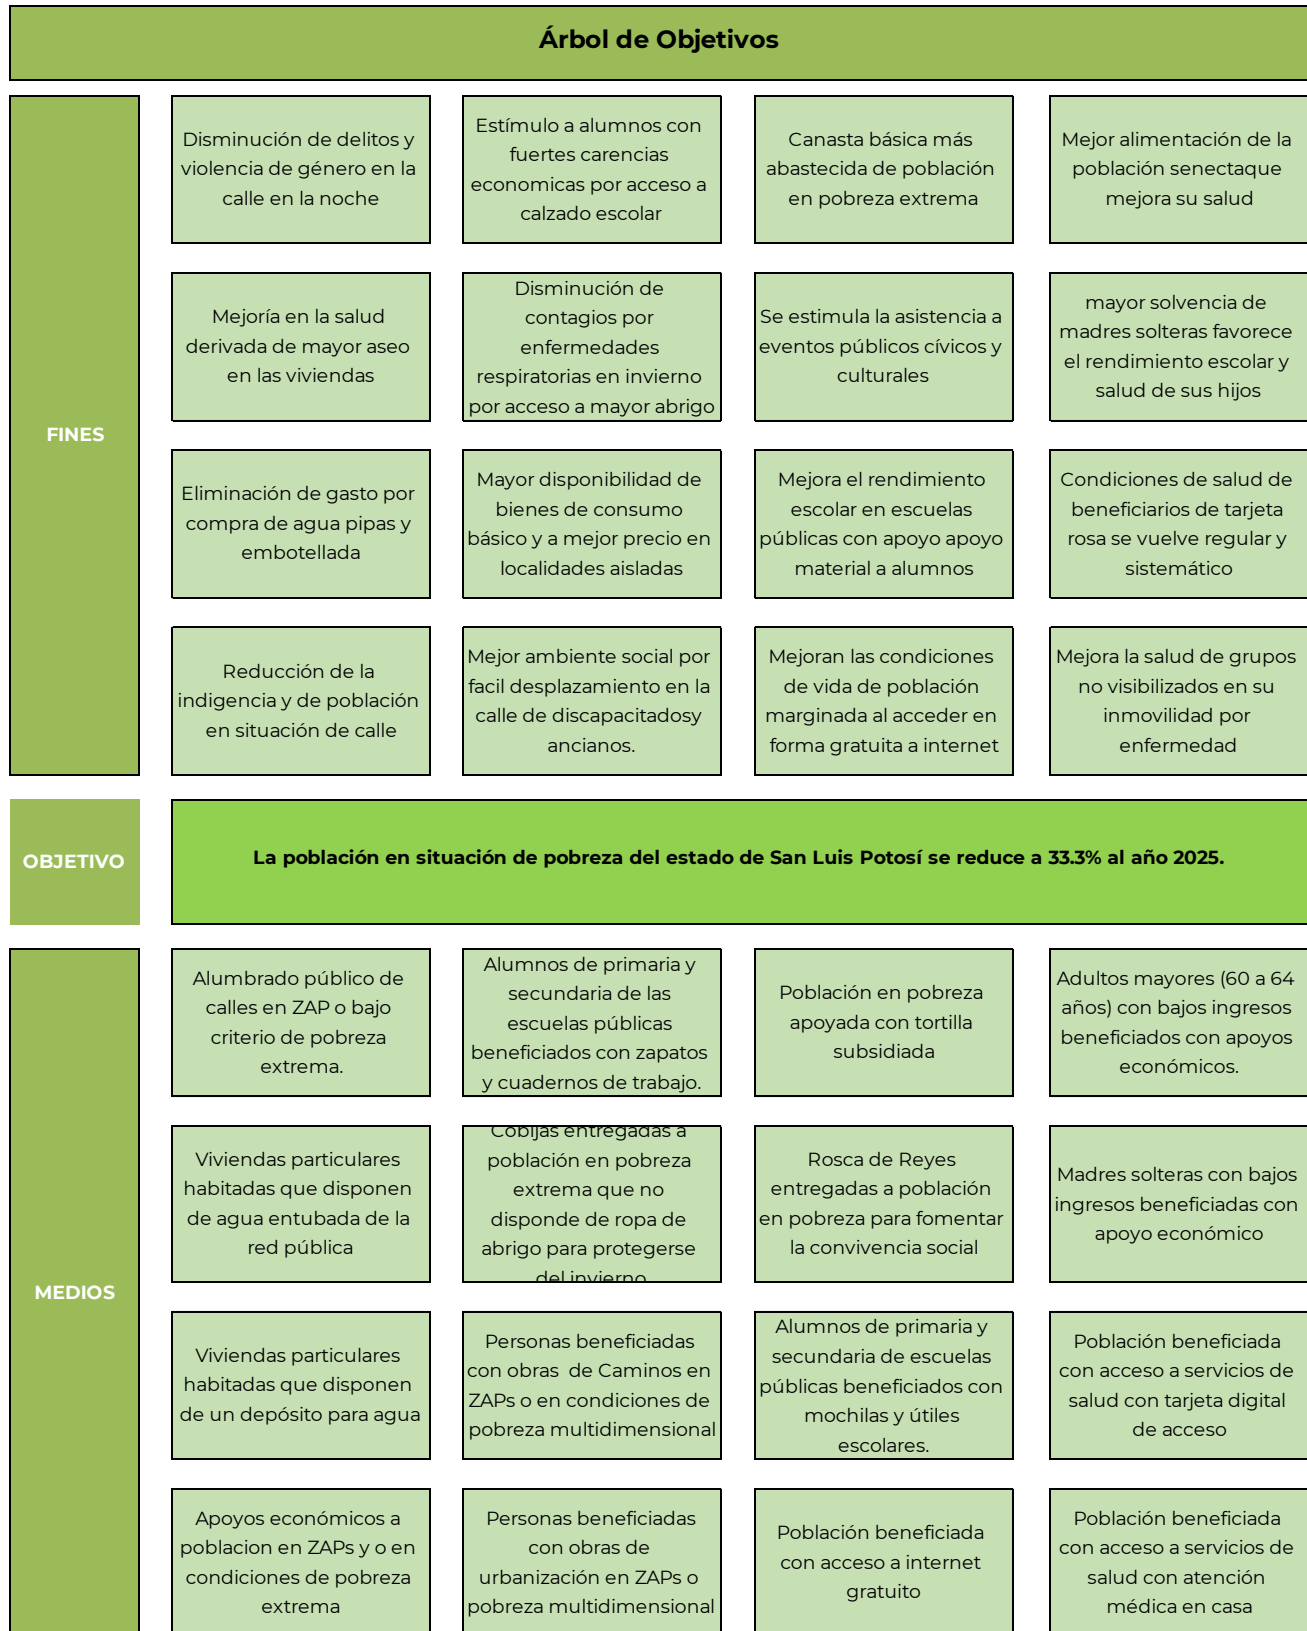 Árbol de Objetivos
FINES
Disminución de delitos y
violencia de género en la
calle en la noche
Estímulo a alumnos con
fuertes carencias
economicas por acceso a
calzado escolar
Canasta básica más
abastecida de población
en pobreza extrema
Mejor alimentación de la
población senectaque
mejora su salud
Mejoría en la salud
derivada de mayor aseo
en las viviendas
Disminución de
contagios por
enfermedades
respiratorias en invierno
por acceso a mayor abrigo
Se estimula la asistencia a
eventos públicos cívicos y
culturales
mayor solvencia de
madres solteras favorece
el rendimiento escolar y
salud de sus hijos
Eliminación de gasto por
compra de agua pipas y
embotellada
Mayor disponibilidad de
bienes de consumo
básico y a mejor precio en
localidades aisladas
Mejora el rendimiento
escolar en escuelas
públicas con apoyo apoyo
material a alumnos
Condiciones de salud de
beneficiarios de tarjeta
rosa se vuelve regular y
sistemático
Reducción de la
indigencia y de población
en situación de calle
Mejor ambiente social por
facil desplazamiento en la
calle de discapacitadosy
ancianos.
Mejoran las condiciones
de vida de población
marginada al acceder en
forma gratuita a internet
Mejora la salud de grupos
no visibilizados en su
inmovilidad por
enfermedad
OBJETIVO
La población en situación de pobreza del estado de San Luis Potosí se reduce a 33.3% al año 2025.
MEDIOS
Alumbrado público de
calles en ZAP o bajo
criterio de pobreza
extrema.
Alumnos de primaria y
secundaria de las
escuelas públicas
beneficiados con zapatos
y cuadernos de trabajo.
Población en pobreza
apoyada con tortilla
subsidiada
Adultos mayores (60 a 64
años) con bajos ingresos
beneficiados con apoyos
económicos.
Viviendas particulares
habitadas que disponen
de agua entubada de la
red pública
Cobijas entregadas a
población en pobreza
extrema que no
disponde de ropa de
abrigo para protegerse
del invierno
Rosca de Reyes
entregadas a población
en pobreza para fomentar
la convivencia social
Madres solteras con bajos
ingresos beneficiadas con
apoyo económico
Viviendas particulares
habitadas que disponen
de un depósito para agua
Personas beneficiadas
con obras de Caminos en
ZAPs o en condiciones de
pobreza multidimensional
Alumnos de primaria y
secundaria de escuelas
públicas beneficiados con
mochilas y útiles
escolares.
Población beneficiada
con acceso a servicios de
salud con tarjeta digital
de acceso
Apoyos económicos a
poblacion en ZAPs y o en
condiciones de pobreza
extrema
Personas beneficiadas
con obras de
urbanización en ZAPs o
pobreza multidimensional
Población beneficiada
con acceso a internet
gratuito
Población beneficiada
con acceso a servicios de
salud con atención
médica en casa